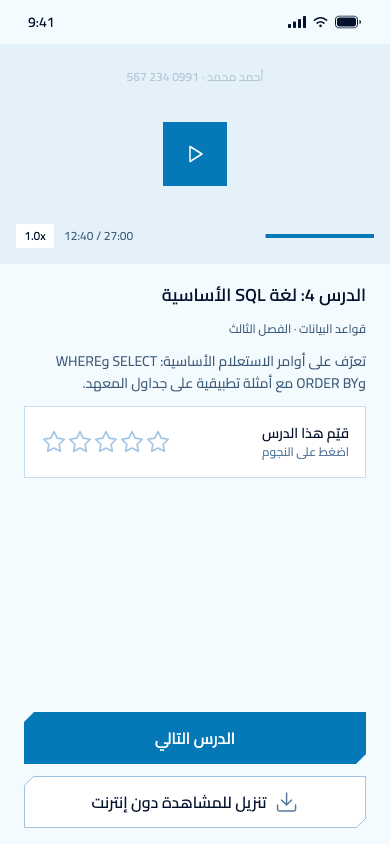 9:41
أحمد محمد · 0991 234 567
1.0x
12:40 / 27:00
الدرس 4: لغة SQL الأساسية
قواعد البيانات · الفصل الثالث
تعرّف على أوامر الاستعلام الأساسية: SELECT وWHERE
وORDER BY مع أمثلة تطبيقية على جداول المعهد.
قيّم هذا الدرس
اضغط على النجوم
الدرس التالي
تنزيل للمشاهدة دون إنترنت